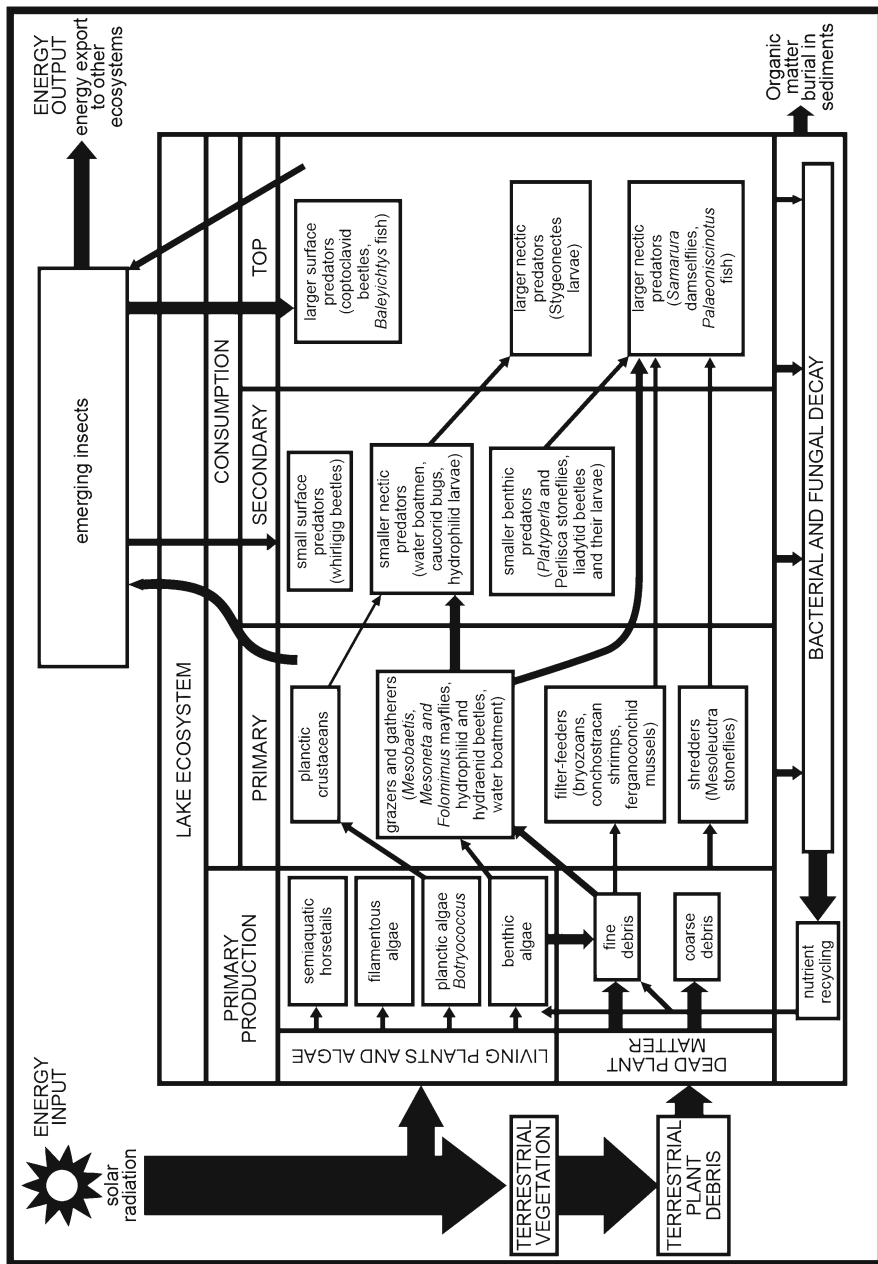 ENERGY
INPUT
solar
radiation
TERRESTRIAL
VEGETATION
TERRESTRIAL
PLANT
DEBRIS
LAKE ECOSYSTEM
PRIMARY
PRODUCTION
CONSUMPTION
PRIMARY
SECONDARY
TOP
LIVING PLANTS AND ALGAE
DEAD PLANT
MATTER
semiaquatic
horsetails
filamentous
algae
planctic algae
Botryococcus
benthic
algae
fine
debris
coarse
debris
nutrient
recycling
planctic
crustaceans
grazers and gatherers
(Mesobaetis,
Mesoneta and
Folomimus mayflies,
hydrophilid and
hydraenid beetles,
water boatment)
filter-feeders
(bryozoans,
conchostracan
shrimps,
ferganoconchid
mussels)
shredders
(Mesoleuctra
stoneflies)
small surface
predators
(whirligig beetles)
smaller nectic
predators
(water boatmen,
caucorid bugs,
hydrophilid larvae)
smaller benthic
predators
(Platyperla and
Perlisca stoneflies,
liadytid beetles
and their larvae)
larger surface
predators
(coptoclavid
beetles,
Baleyichtys fish)
larger nectic
predators
(Stygeonectes
larvae)
larger nectic
predators
(Samarura
damselflies,
Palaeoniscinotus
fish)
BACTERIAL AND FUNGAL DECAY
emerging insects
ENERGY
OUTPUT
energy export
to other
ecosystems
Organic
matter
burial in
sediments